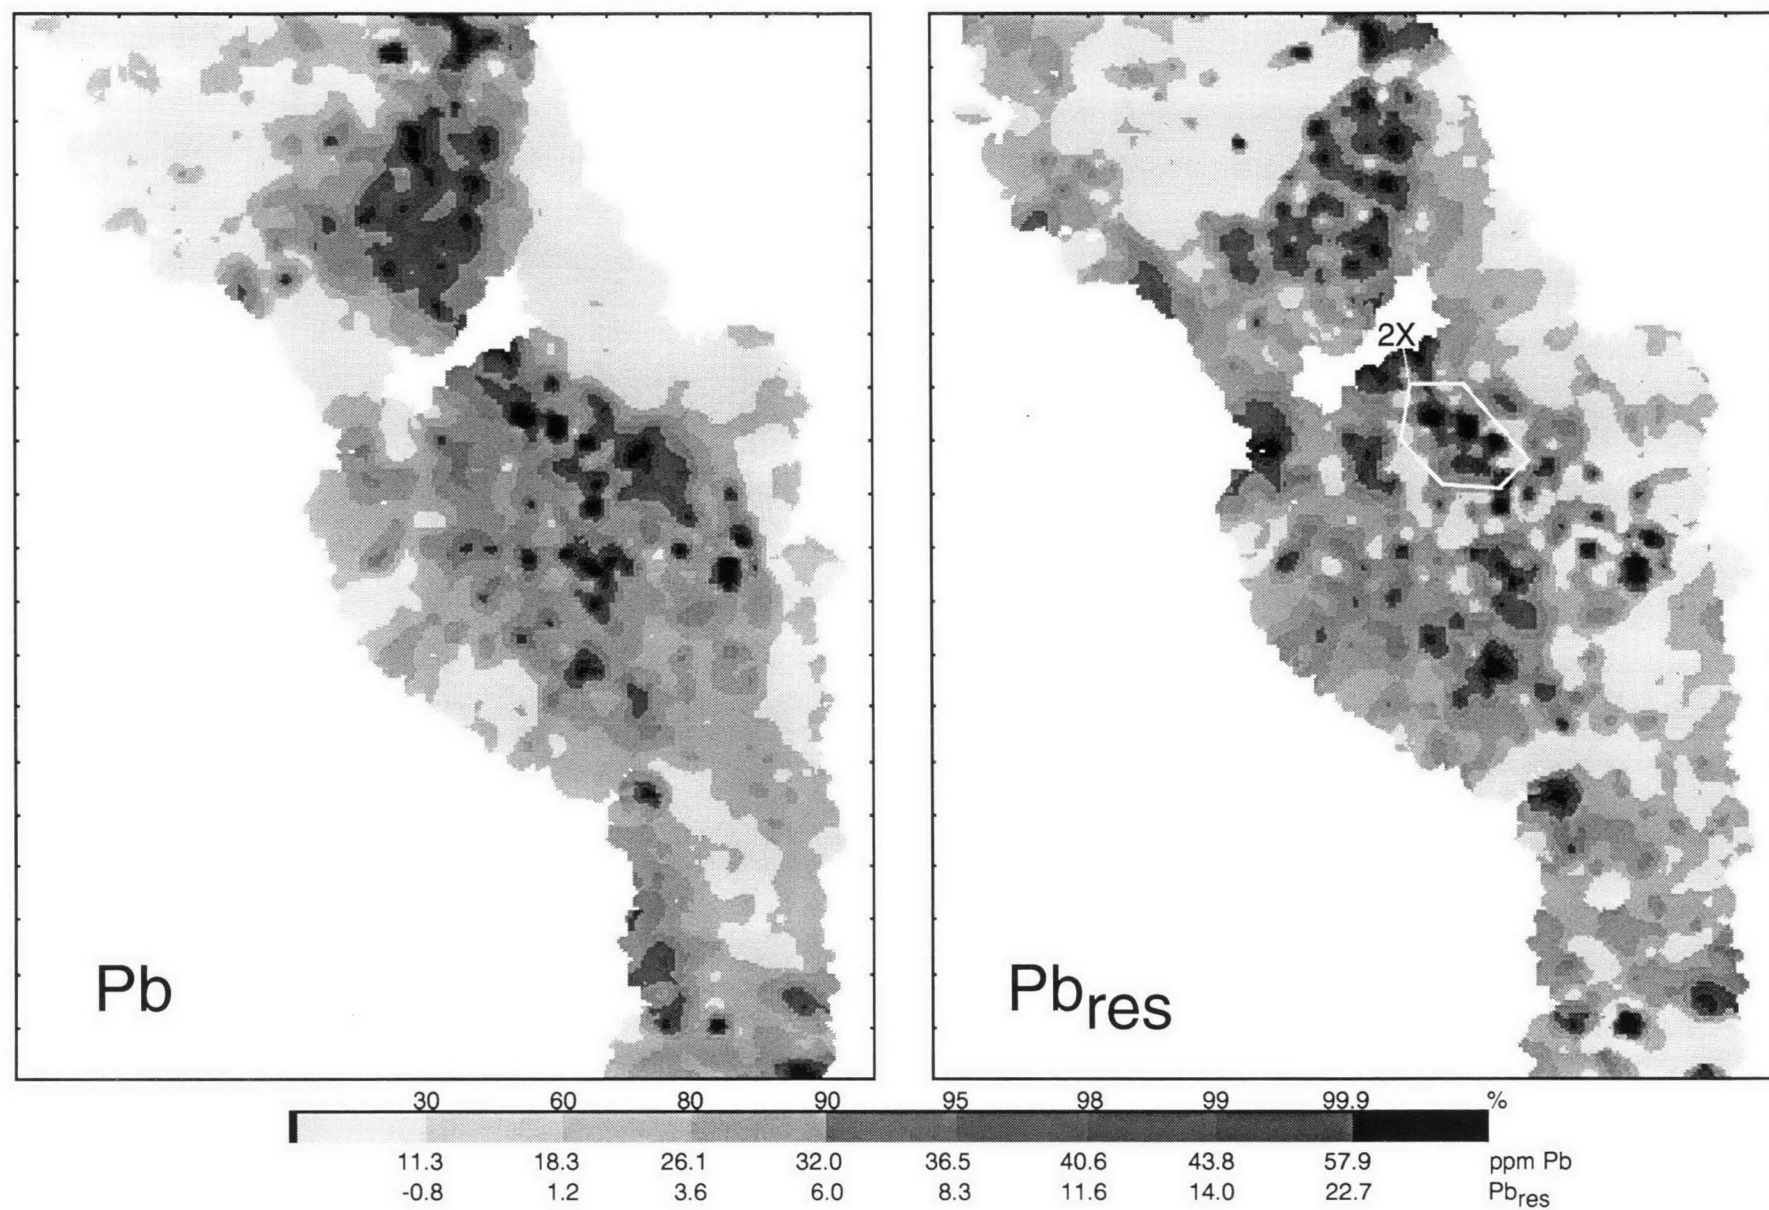 2X
Pb
Pbres
30 60 80 90 95 98 99 99.9 %
11.3 18.3 26.1 32.0 36.5 40.6 43.8 57.9 ppm Pb
-0.8 1.2 3.6 6.0 8.3 11.6 14.0 22.7 Pbres